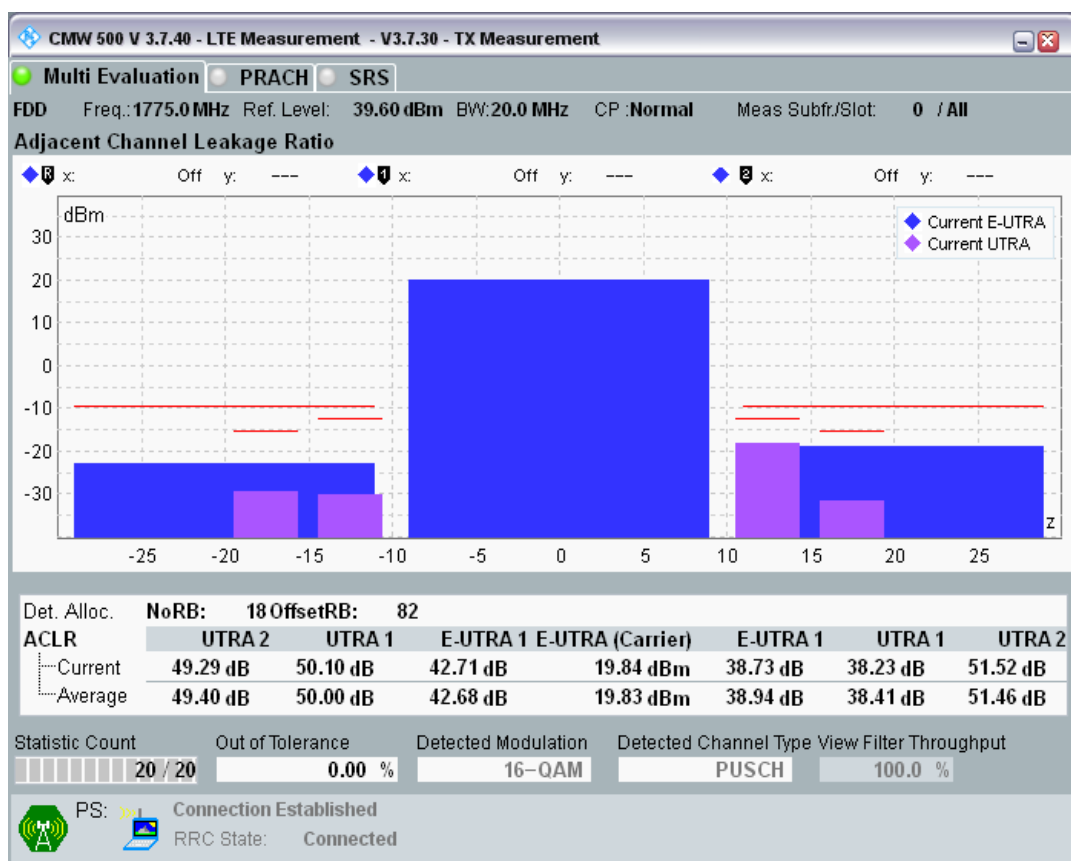 CMW 500 V 3.7.40 - LTE Measurement - V3.7.30 - TX Measurement
Multi Evaluation PRACH SRS
FDD Freq.: 1775.0 MHz Ref. Level: 39.60 dBm BW: 20.0 MHz CP : Normal Meas Subfr./Slot: 0 / All
Adjacent Channel Leakage Ratio
R x: Off y: --- 1 x: Off y: --- 2 x: Off y: ---
dBm
Current E-UTRA
Current UTRA
30
20
10
0
-10
-20
-30
z
-25 -20 -15 -10 -5 0 5 10 15 20 25
Det. Alloc. NoRB: 18 OffsetRB: 82
ACLR UTRA 2 UTRA 1 E-UTRA 1 E-UTRA (Carrier) E-UTRA 1 UTRA 1 UTRA 2
Current 49.29 dB 50.10 dB 42.71 dB 19.84 dBm 38.73 dB 38.23 dB 51.52 dB
Average 49.40 dB 50.00 dB 42.68 dB 19.83 dBm 38.94 dB 38.41 dB 51.46 dB
Statistic Count Out of Tolerance Detected Modulation Detected Channel Type View Filter Throughput
20 / 20 0.00 % 16-QAM PUSCH 100.0 %
PS: Connection Established
RRC State: Connected